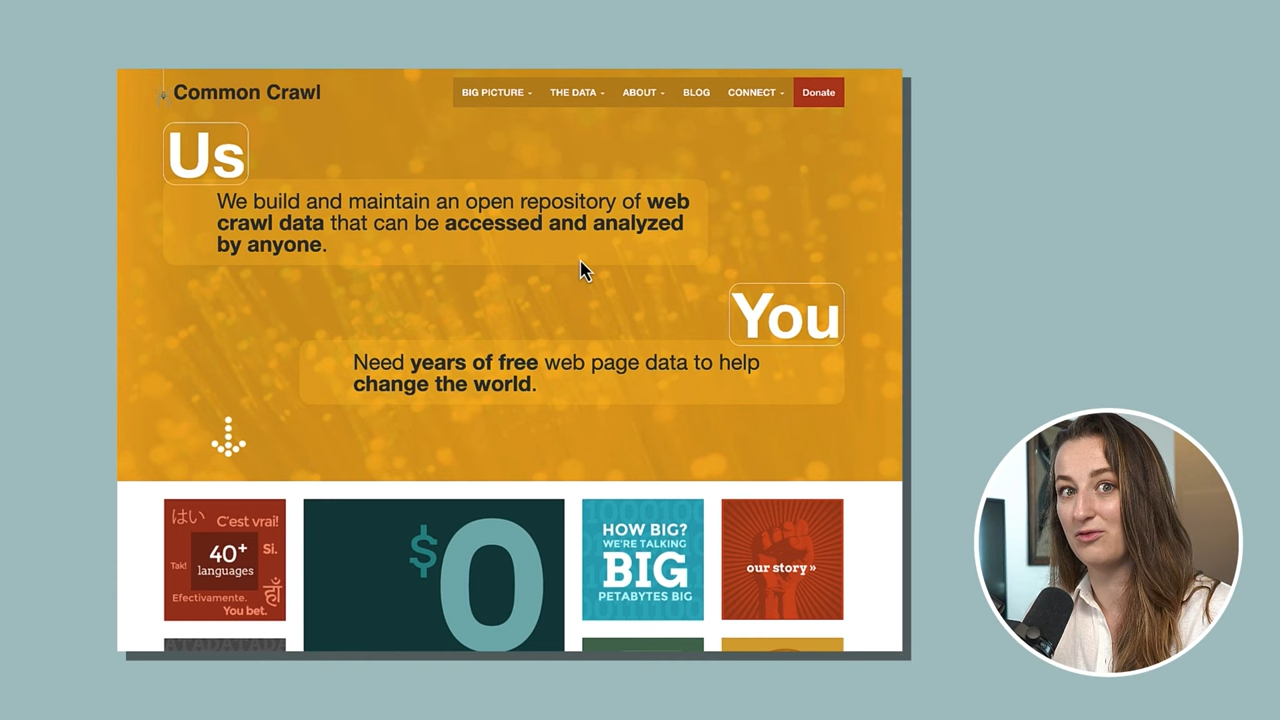 Common Crawl
BIG PICTURE THE DATA ABOUT BLOG CONNECT Donate
Us
We build and maintain an open repository of web
crawl data that can be accessed and analyzed
by anyone.
You
Need years of free web page data to help
change the world.
はい C'est vrai!
40+
languages
Si.
Tak!
हाँ
Efectivamente.
You bet.
$0
HOW BIG?
WE'RE TALKING
BIG
PETABYTES BIG
our story »